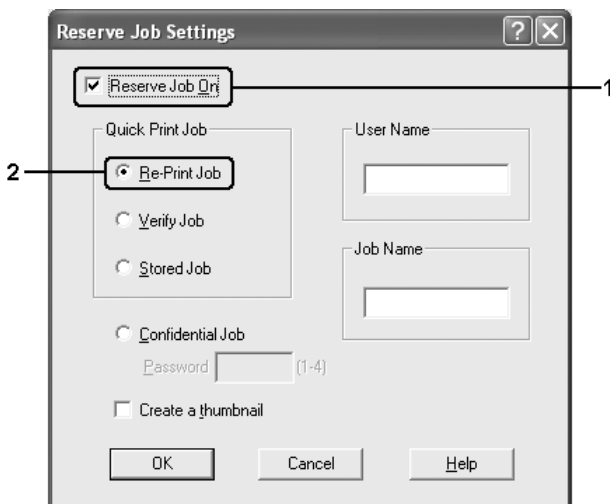 Reserve Job Settings
Reserve Job On
1
Quick Print Job
User Name
2
Re-Print Job
Verify Job
Job Name
Stored Job
Confidential Job
Password (1-4)
Create a thumbnail
OK Cancel Help